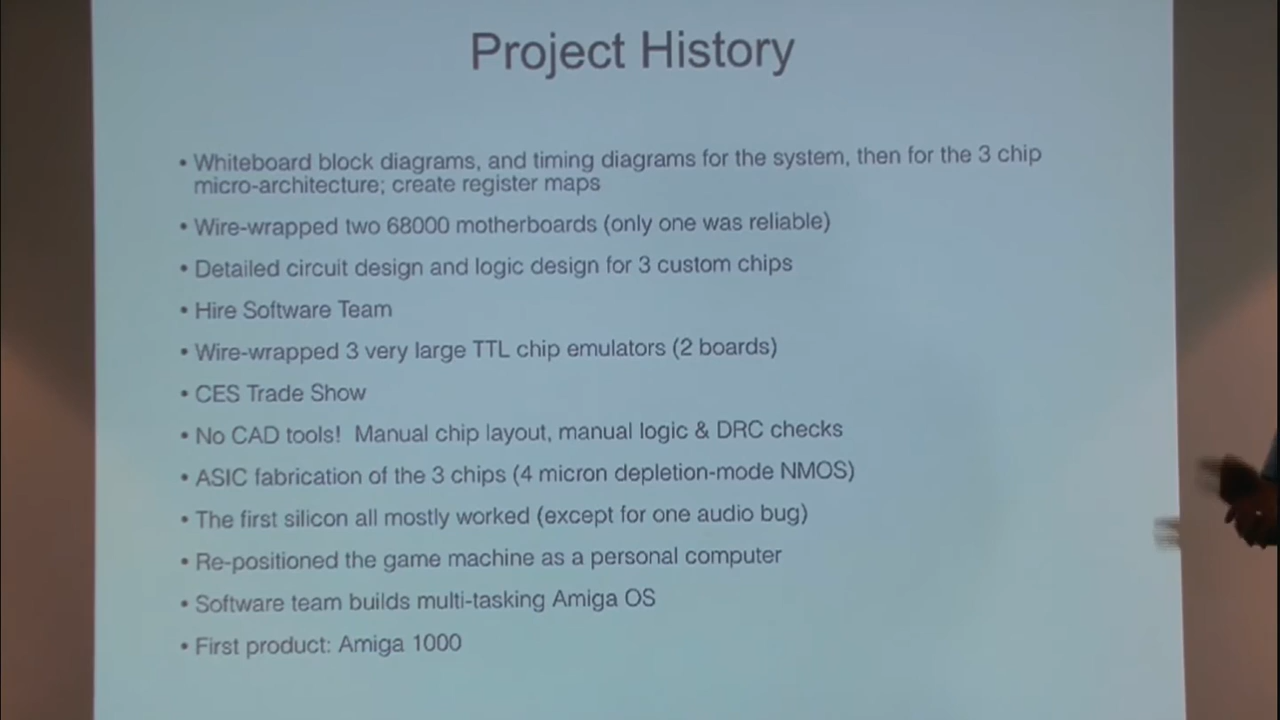 Project History
• Whiteboard block diagrams, and timing diagrams for the system, then for the 3 chip
micro-architecture; create register maps
• Wire-wrapped two 68000 motherboards (only one was reliable)
• Detailed circuit design and logic design for 3 custom chips
• Hire Software Team
• Wire-wrapped 3 very large TTL chip emulators (2 boards)
• CES Trade Show
• No CAD tools!  Manual chip layout, manual logic & DRC checks
• ASIC fabrication of the 3 chips (4 micron depletion-mode NMOS)
• The first silicon all mostly worked (except for one audio bug)
• Re-positioned the game machine as a personal computer
• Software team builds multi-tasking Amiga OS
• First product: Amiga 1000